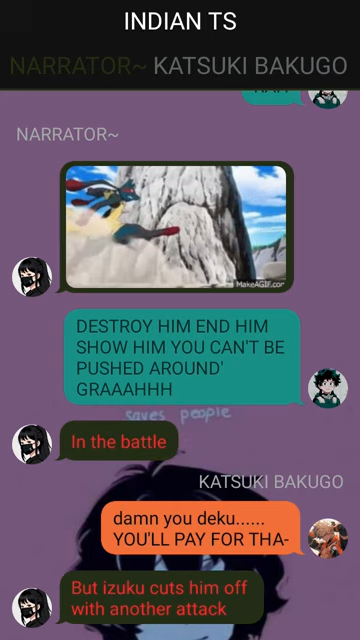 INDIAN TS
NARRATOR~ KATSUKI BAKUGO
NARRATOR~
MakeAGIF.com
DESTROY HIM END HIM
SHOW HIM YOU CAN'T BE
PUSHED AROUND'
GRAAAHHH
saves people
In the battle
KATSUKI BAKUGO
damn you deku......
YOU'LL PAY FOR THA-
But izuku cuts him off
with another attack